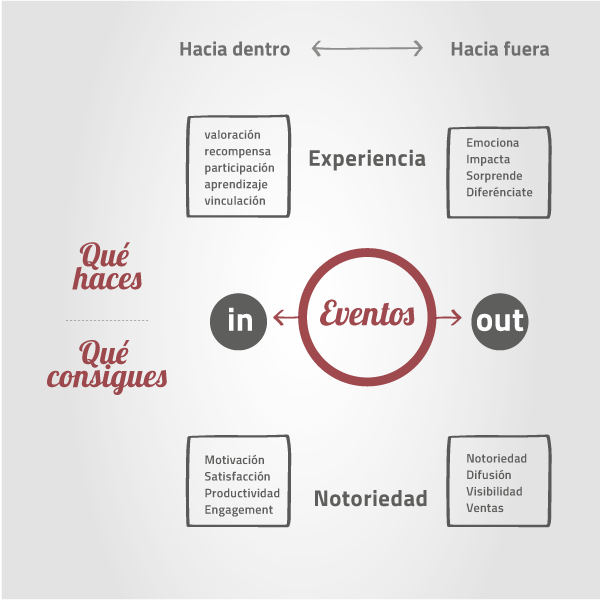 Hacia dentro
Hacia fuera
valoración
recompensa
participación
aprendizaje
vinculación
Experiencia
Emociona
Impacta
Sorprende
Diferénciate
Qué
haces
in
Eventos
out
Qué
consigues
Motivación
Satisfacción
Productividad
Engagement
Notoriedad
Notoriedad
Difusión
Visibilidad
Ventas